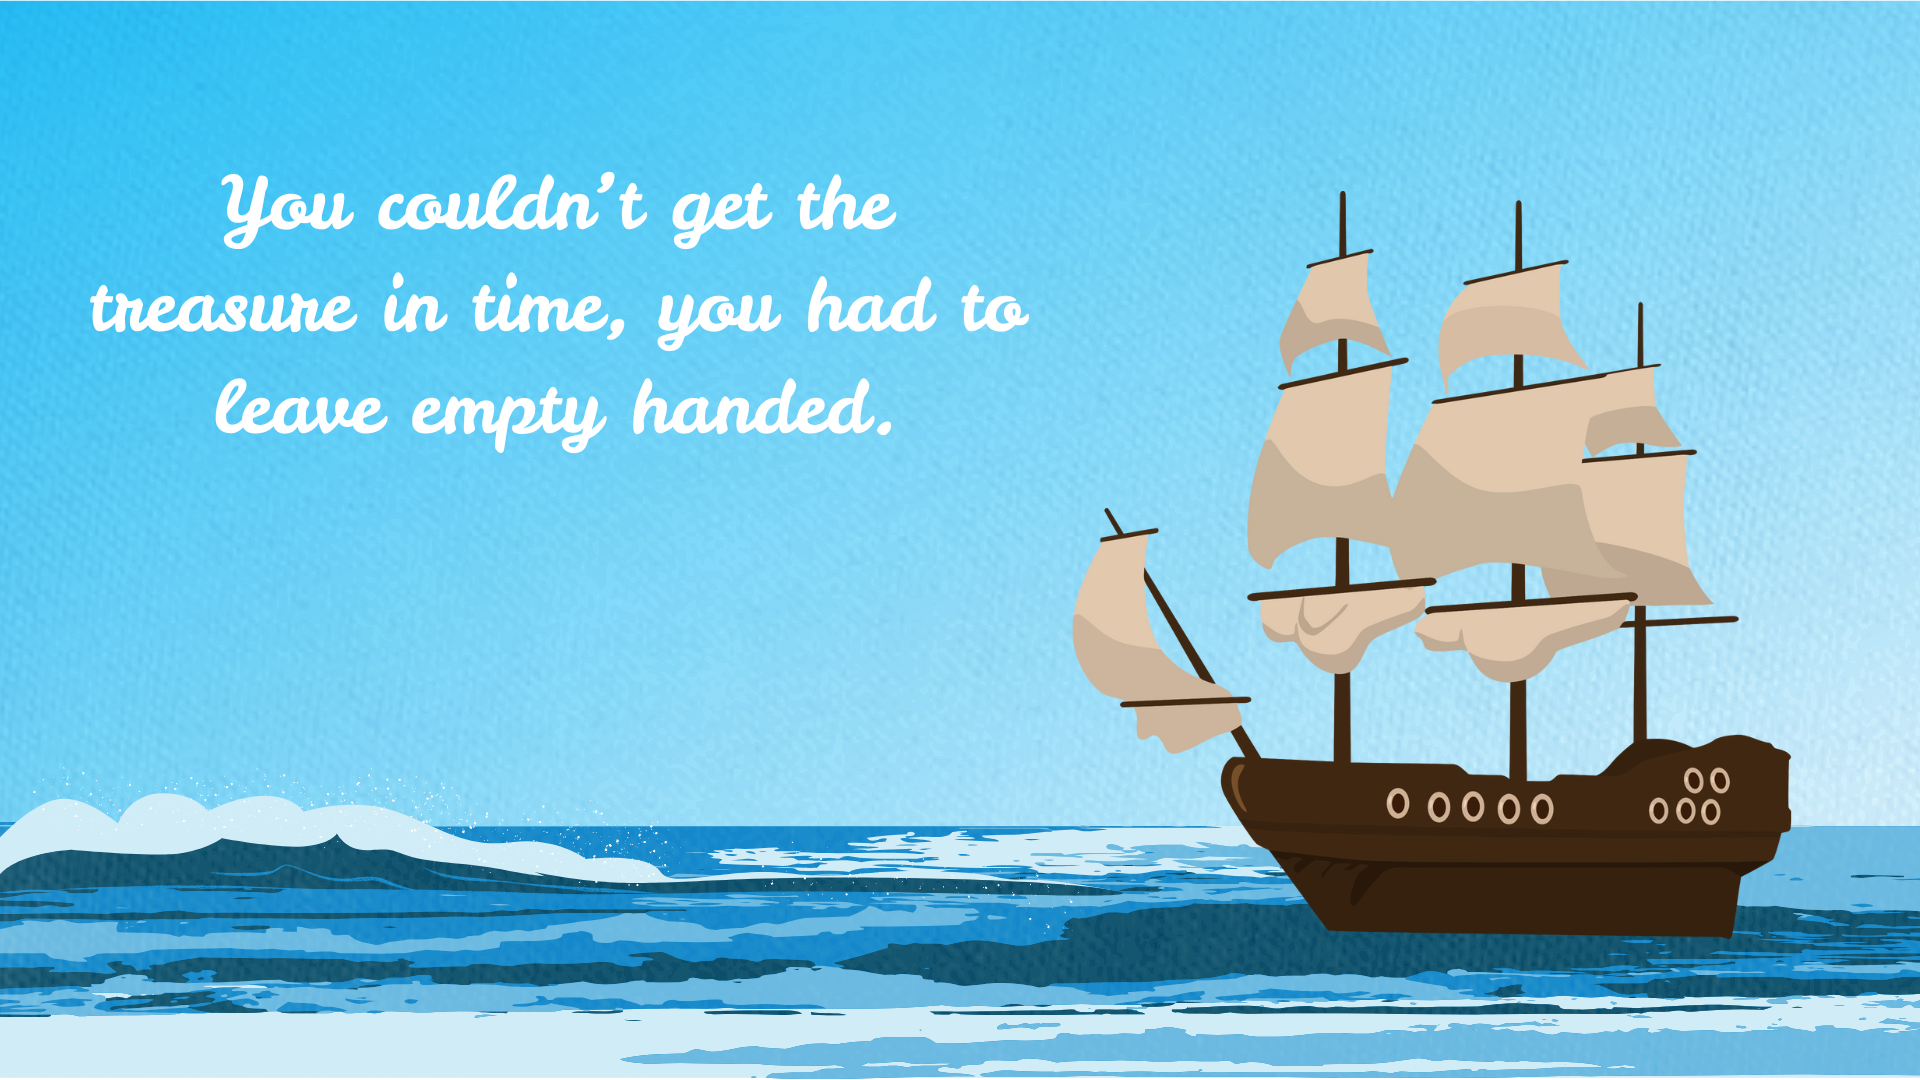 You couldn’t get the
treasure in time, you had to
leave empty handed.